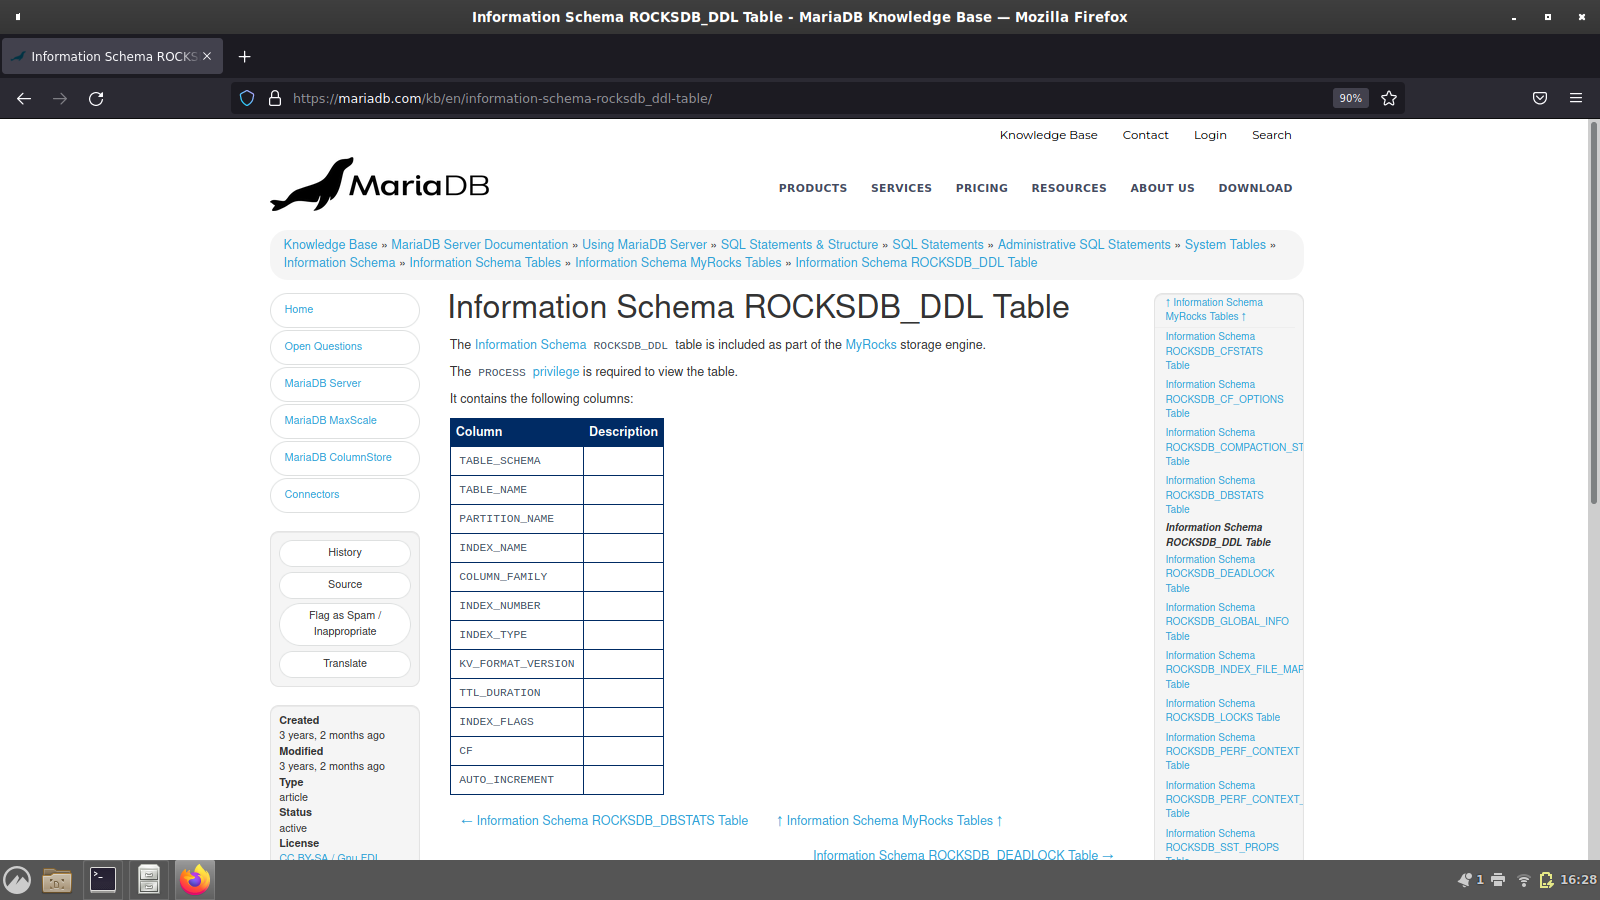 Information Schema ROCKSDB_DDL Table - MariaDB Knowledge Base — Mozilla Firefox
Information Schema ROCKS
https://mariadb.com/kb/en/information-schema-rocksdb_ddl-table/
90%
Knowledge Base Contact Login Search
MariaDB
PRODUCTS SERVICES PRICING RESOURCES ABOUT US DOWNLOAD
Knowledge Base » MariaDB Server Documentation » Using MariaDB Server » SQL Statements & Structure » SQL Statements » Administrative SQL Statements » System Tables »
Information Schema » Information Schema Tables » Information Schema MyRocks Tables » Information Schema ROCKSDB_DDL Table
Home
Open Questions
MariaDB Server
MariaDB MaxScale
MariaDB ColumnStore
Connectors
History
Source
Flag as Spam /
Inappropriate
Translate
Created
3 years, 2 months ago
Modified
3 years, 2 months ago
Type
article
Status
active
License
CC BY-SA / Gnu FDL
Information Schema ROCKSDB_DDL Table
The Information Schema ROCKSDB_DDL table is included as part of the MyRocks storage engine.
The PROCESS privilege is required to view the table.
It contains the following columns:
Column Description
TABLE_SCHEMA
TABLE_NAME
PARTITION_NAME
INDEX_NAME
COLUMN_FAMILY
INDEX_NUMBER
INDEX_TYPE
KV_FORMAT_VERSION
TTL_DURATION
INDEX_FLAGS
CF
AUTO_INCREMENT
← Information Schema ROCKSDB_DBSTATS Table ↑ Information Schema MyRocks Tables ↑
Information Schema ROCKSDB_DEADLOCK Table →
↑ Information Schema
MyRocks Tables ↑
Information Schema
ROCKSDB_CFSTATS
Table
Information Schema
ROCKSDB_CF_OPTIONS
Table
Information Schema
ROCKSDB_COMPACTION_ST
Table
Information Schema
ROCKSDB_DBSTATS
Table
Information Schema
ROCKSDB_DDL Table
Information Schema
ROCKSDB_DEADLOCK
Table
Information Schema
ROCKSDB_GLOBAL_INFO
Table
Information Schema
ROCKSDB_INDEX_FILE_MAP
Table
Information Schema
ROCKSDB_LOCKS Table
Information Schema
ROCKSDB_PERF_CONTEXT
Table
Information Schema
ROCKSDB_PERF_CONTEXT_
Table
Information Schema
ROCKSDB_SST_PROPS
Table
1 16:28